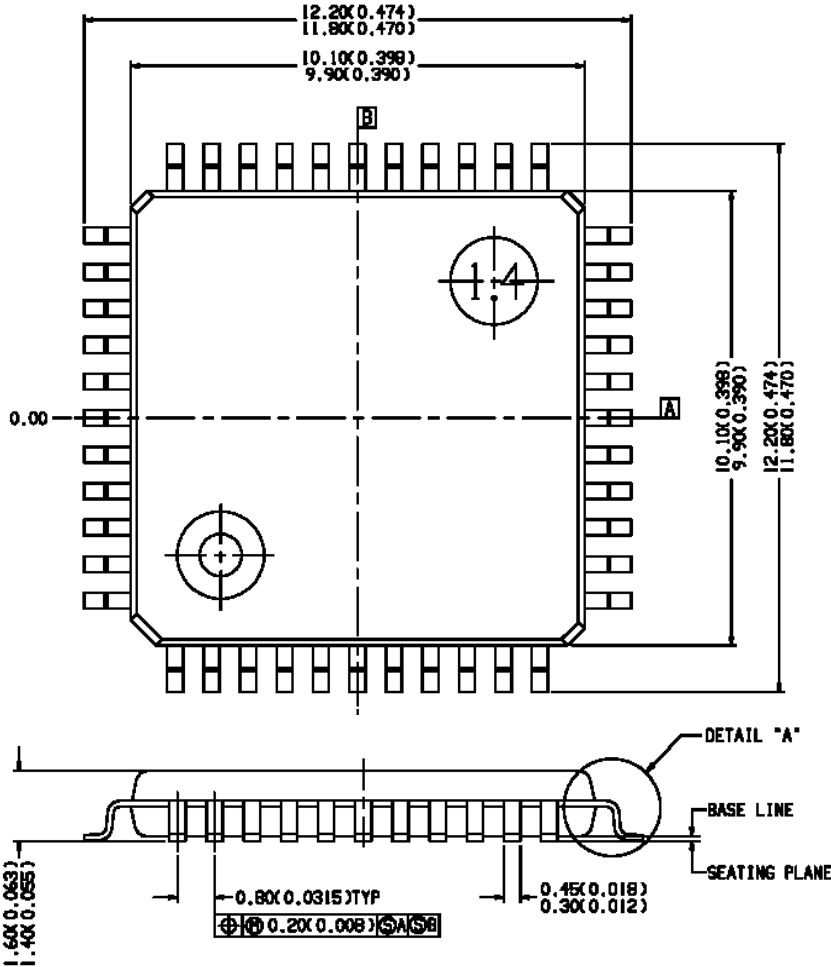 12.20(0.474)
11.80(0.470)
10.10(0.398)
9.90(0.390)
B
1.4
0.00
A
10.10(0.398)
9.90(0.390)
12.20(0.474)
11.80(0.470)
DETAIL "A"
BASE LINE
SEATING PLANE
1.60(0.063)
1.40(0.055)
0.80(0.0315)TYP
0.45(0.018)
0.30(0.012)
⌖ Ⓜ 0.20(0.008) Ⓢ A Ⓢ B